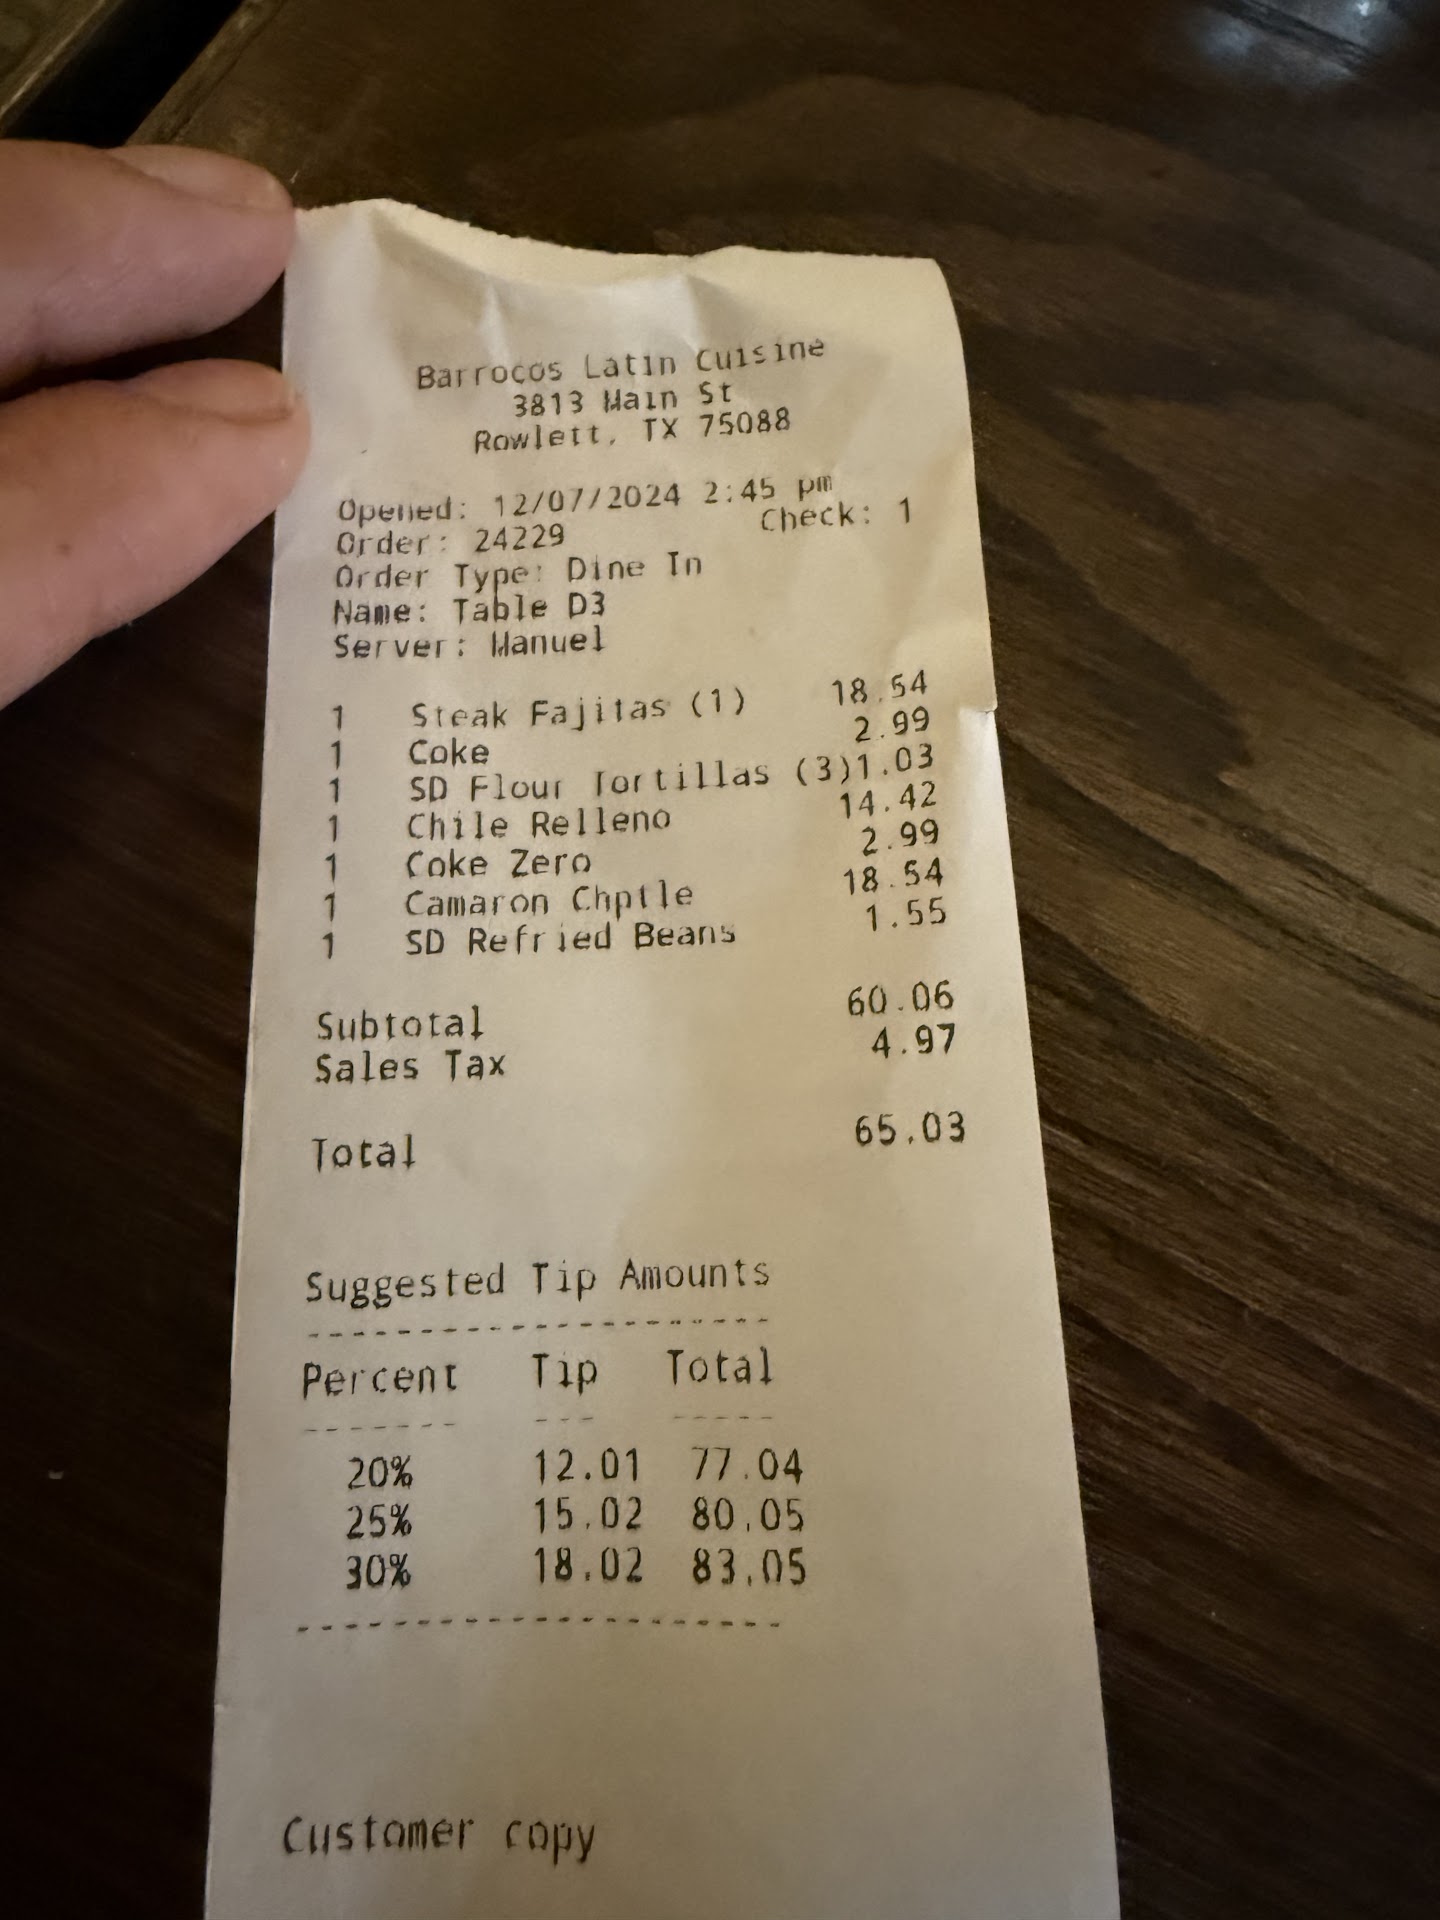 Barrocos Latin Cuisine
3813 Main St
Rowlett, TX 75088
Opened: 12/07/2024 2:45 pm
Order: 24229 Check: 1
Order Type: Dine In
Name: Table D3
Server: Manuel
1 Steak Fajitas (1) 18.54
1 Coke 2.99
1 SD Flour Tortillas (3)1.03
1 Chile Relleno 14.42
1 Coke Zero 2.99
1 Camaron Chptle 18.54
1 SD Refried Beans 1.55
Subtotal 60.06
Sales Tax 4.97
Total 65.03
Suggested Tip Amounts
----------------------
Percent Tip Total
------- --- -----
20% 12.01 77.04
25% 15.02 80.05
30% 18.02 83.05
----------------------
Customer copy